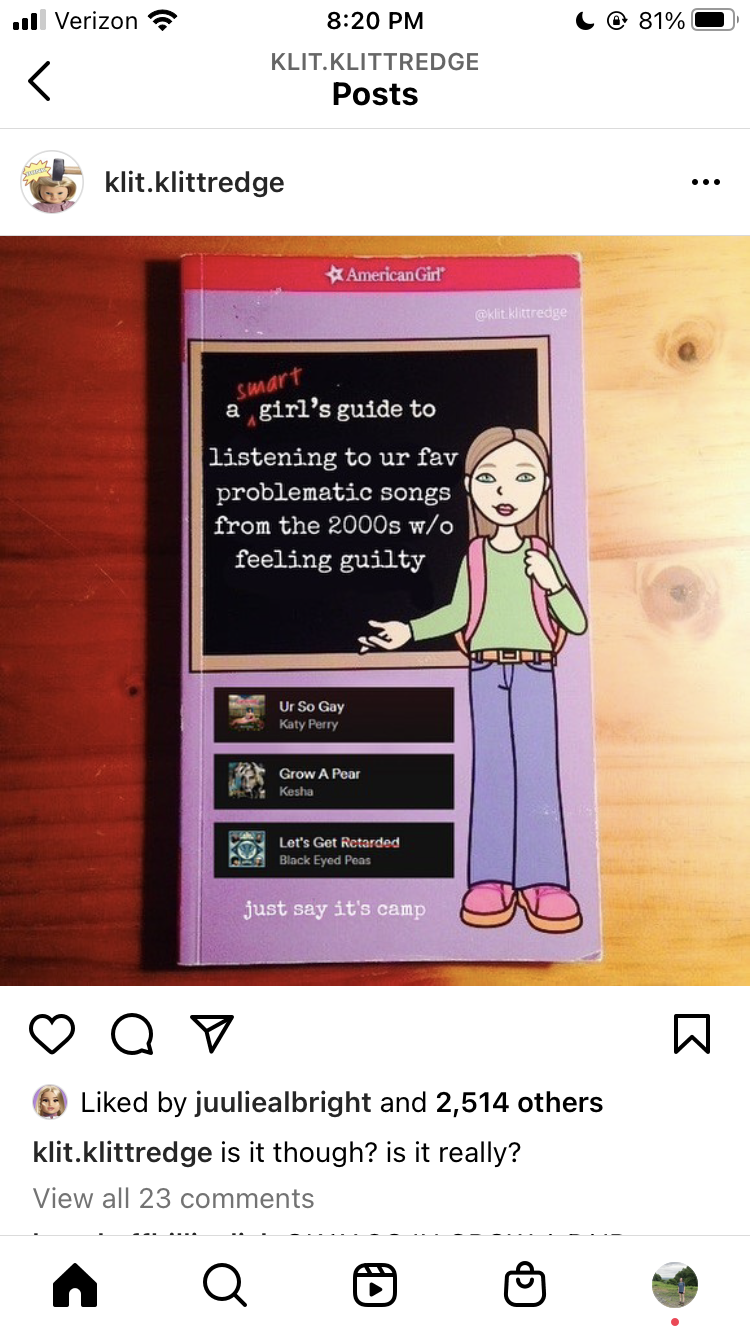 Verizon 8:20 PM 81%
KLIT.KLITTREDGE
Posts
klit.klittredge
American Girl®
@klit.klittredge
smart
a girl's guide to
listening to ur fav
problematic songs
from the 2000s w/o
feeling guilty
Ur So Gay
Katy Perry
Grow A Pear
Kesha
Let's Get Retarded
Black Eyed Peas
just say it's camp
Liked by juuliealbright and 2,514 others
klit.klittredge is it though? is it really?
View all 23 comments